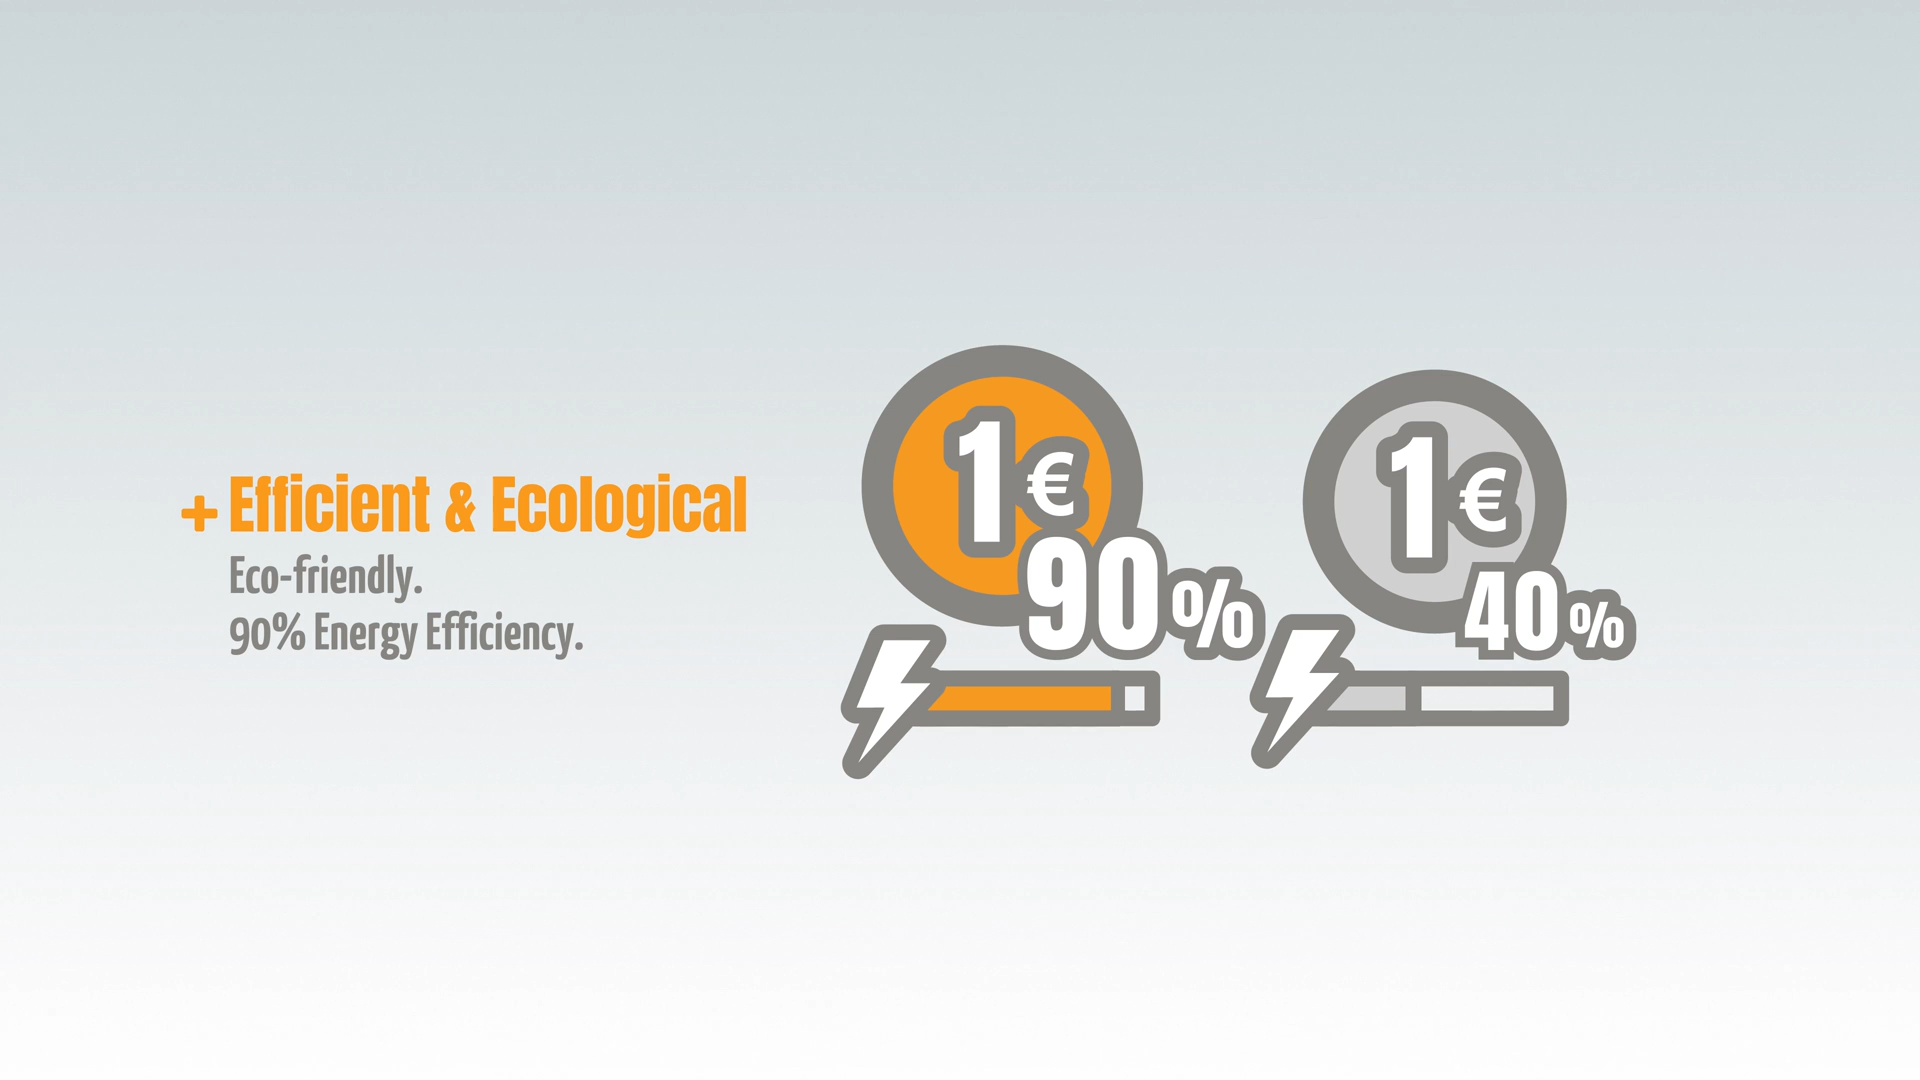 + Efficient & Ecological
Eco-friendly.
90% Energy Efficiency.
1€
90%
1€
40%